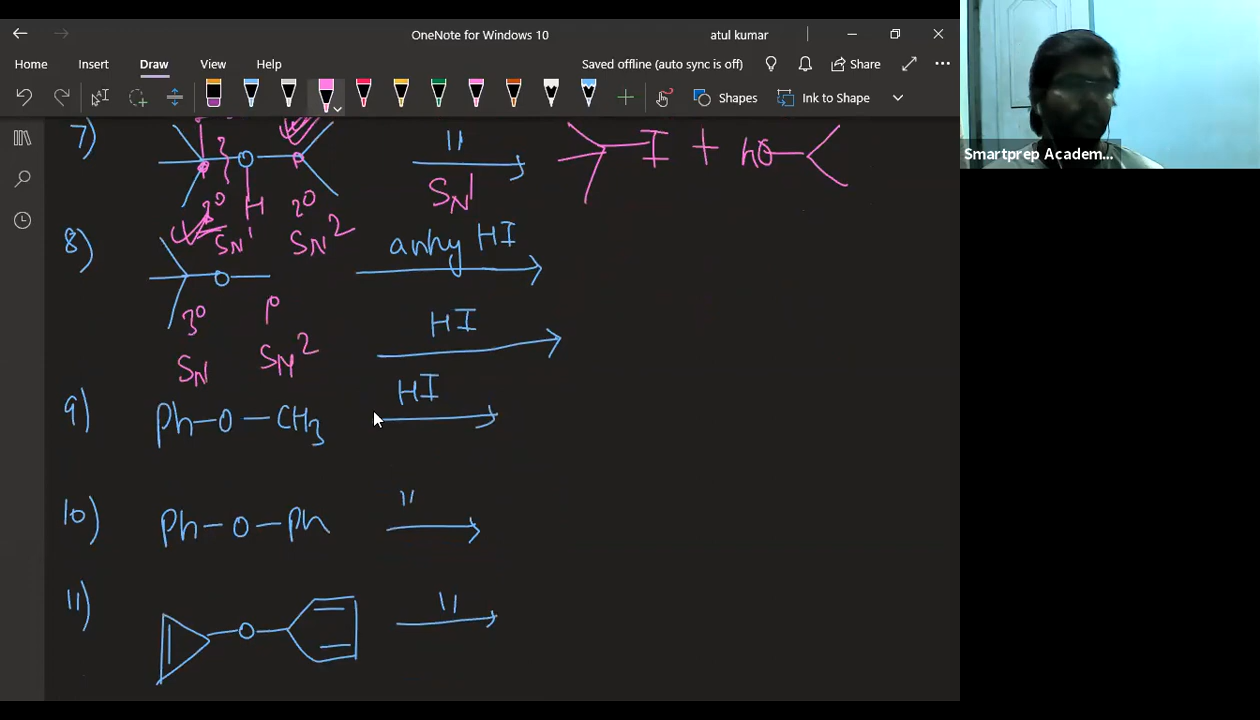 OneNote for Windows 10
atul kumar
Home Insert Draw View Help
Saved offline (auto sync is off)
Share
Shapes
Ink to Shape
Smartprep Academ...
7) O H 2° SN1 2° SN2 " SN1 I + HO
8) O 3° SN 1° SN2 anhy HI
HI
9) Ph-O-CH3 HI
10) Ph-O-Ph "
11) O "